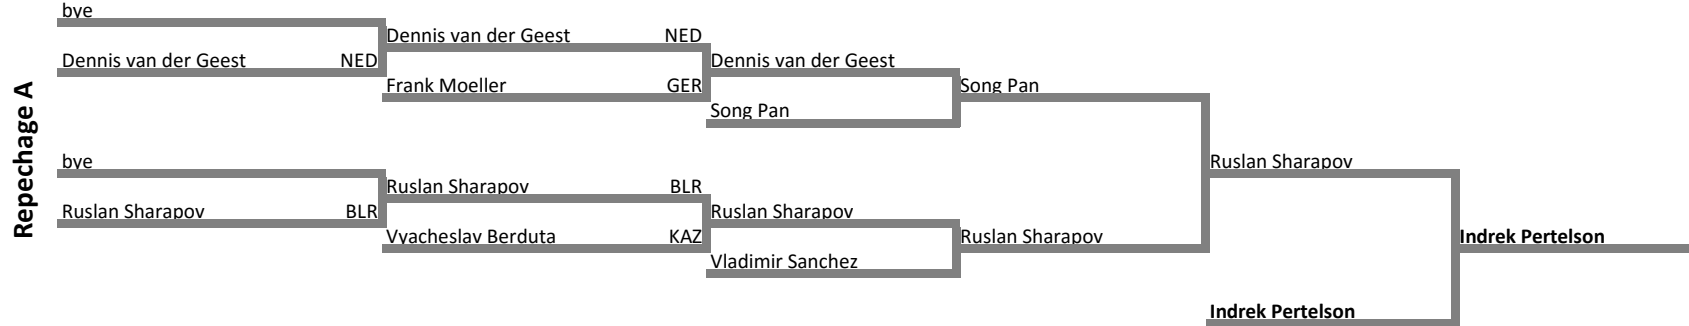 Repechage A
bye
Dennis van der Geest NED
Dennis van der Geest NED
Frank Moeller GER
Dennis van der Geest
Song Pan
Song Pan
bye
Ruslan Sharapov BLR
Ruslan Sharapov BLR
Vyacheslav Berduta KAZ
Ruslan Sharapov
Vladimir Sanchez
Ruslan Sharapov
Ruslan Sharapov
Indrek Pertelson
Indrek Pertelson